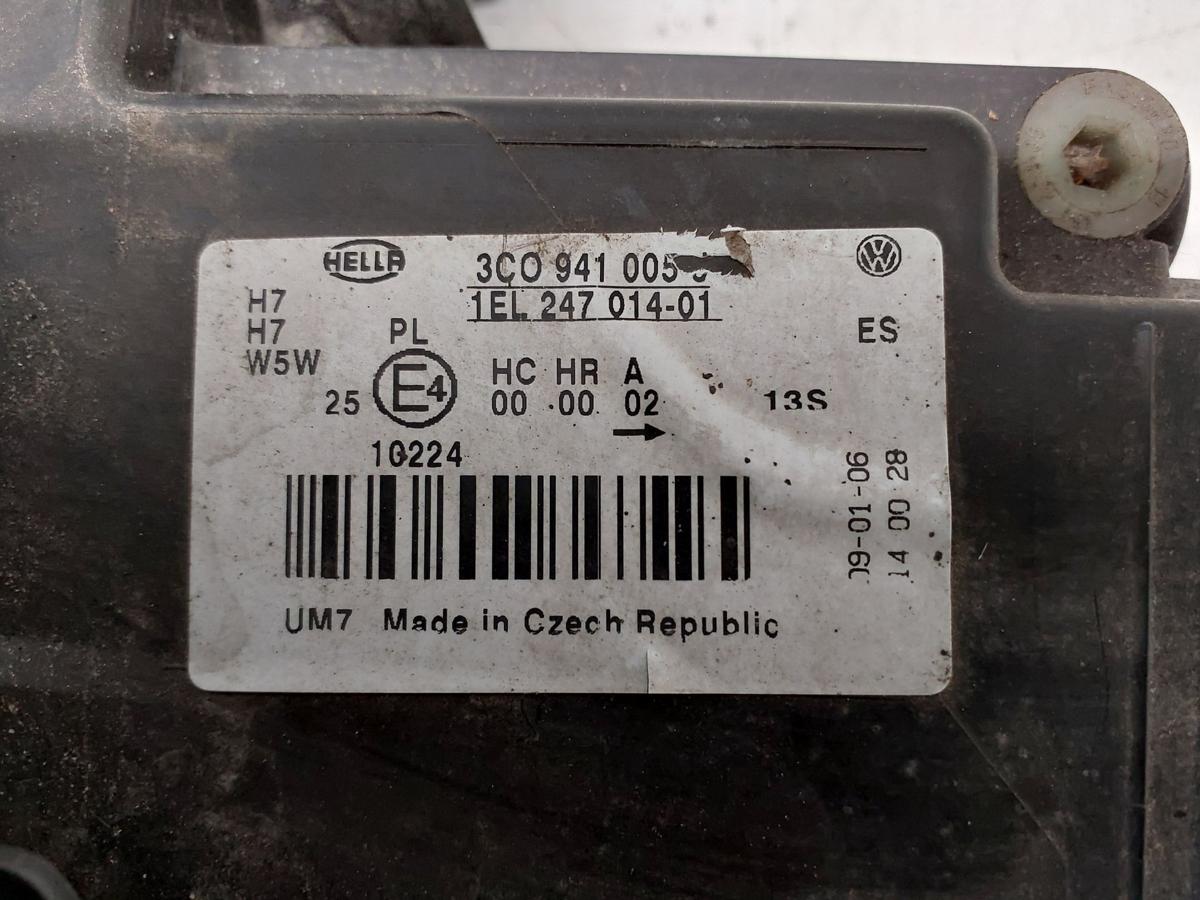 HELLA
3C0 941 005
1EL 247 014-01
H7
H7
W5W
PL
ES
25 E4
HC HR A
00 00 02
13S
10224
09-01-06
14 00 28
UM7 Made in Czech Republic